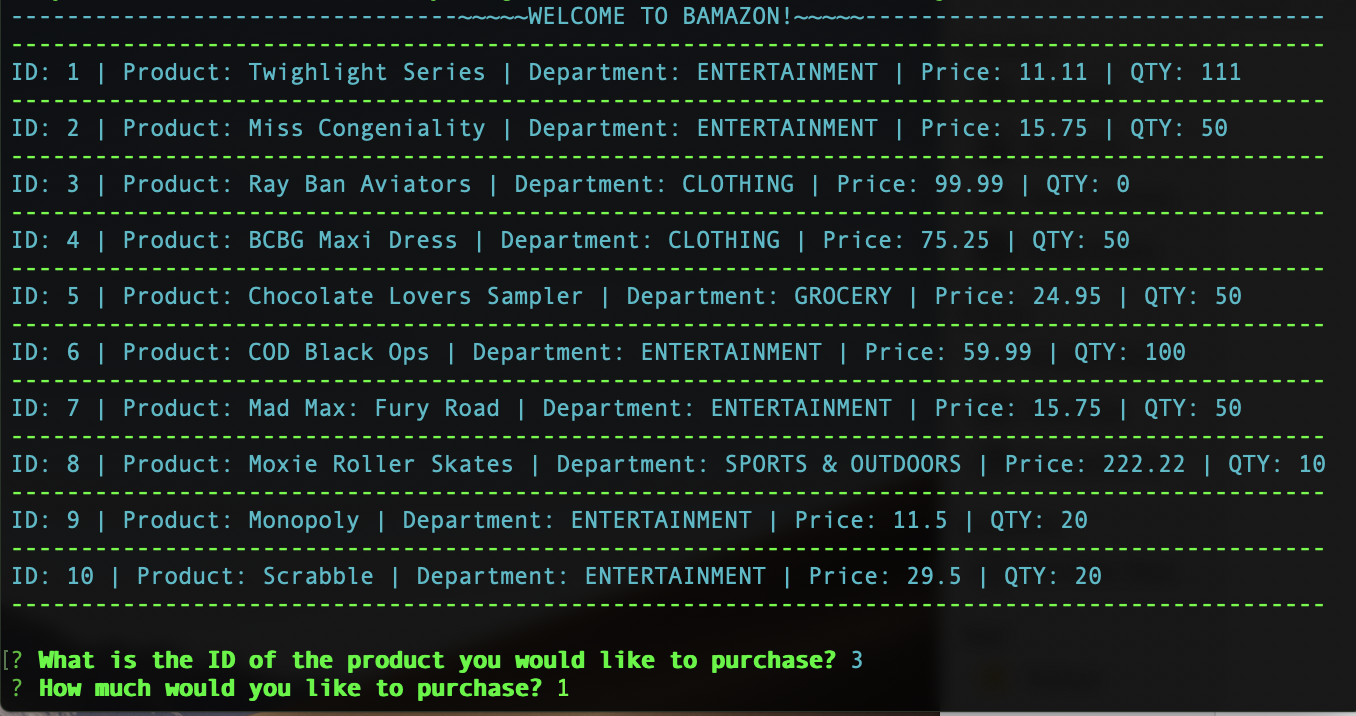 --------------------------------~~~~~WELCOME TO BAMAZON!~~~~~---------------------------------
----------------------------------------------------------------------------------------------
ID: 1 | Product: Twighlight Series | Department: ENTERTAINMENT | Price: 11.11 | QTY: 111
----------------------------------------------------------------------------------------------
ID: 2 | Product: Miss Congeniality | Department: ENTERTAINMENT | Price: 15.75 | QTY: 50
----------------------------------------------------------------------------------------------
ID: 3 | Product: Ray Ban Aviators | Department: CLOTHING | Price: 99.99 | QTY: 0
----------------------------------------------------------------------------------------------
ID: 4 | Product: BCBG Maxi Dress | Department: CLOTHING | Price: 75.25 | QTY: 50
----------------------------------------------------------------------------------------------
ID: 5 | Product: Chocolate Lovers Sampler | Department: GROCERY | Price: 24.95 | QTY: 50
----------------------------------------------------------------------------------------------
ID: 6 | Product: COD Black Ops | Department: ENTERTAINMENT | Price: 59.99 | QTY: 100
----------------------------------------------------------------------------------------------
ID: 7 | Product: Mad Max: Fury Road | Department: ENTERTAINMENT | Price: 15.75 | QTY: 50
----------------------------------------------------------------------------------------------
ID: 8 | Product: Moxie Roller Skates | Department: SPORTS & OUTDOORS | Price: 222.22 | QTY: 10
----------------------------------------------------------------------------------------------
ID: 9 | Product: Monopoly | Department: ENTERTAINMENT | Price: 11.5 | QTY: 20
----------------------------------------------------------------------------------------------
ID: 10 | Product: Scrabble | Department: ENTERTAINMENT | Price: 29.5 | QTY: 20
----------------------------------------------------------------------------------------------
[? What is the ID of the product you would like to purchase? 3
? How much would you like to purchase? 1